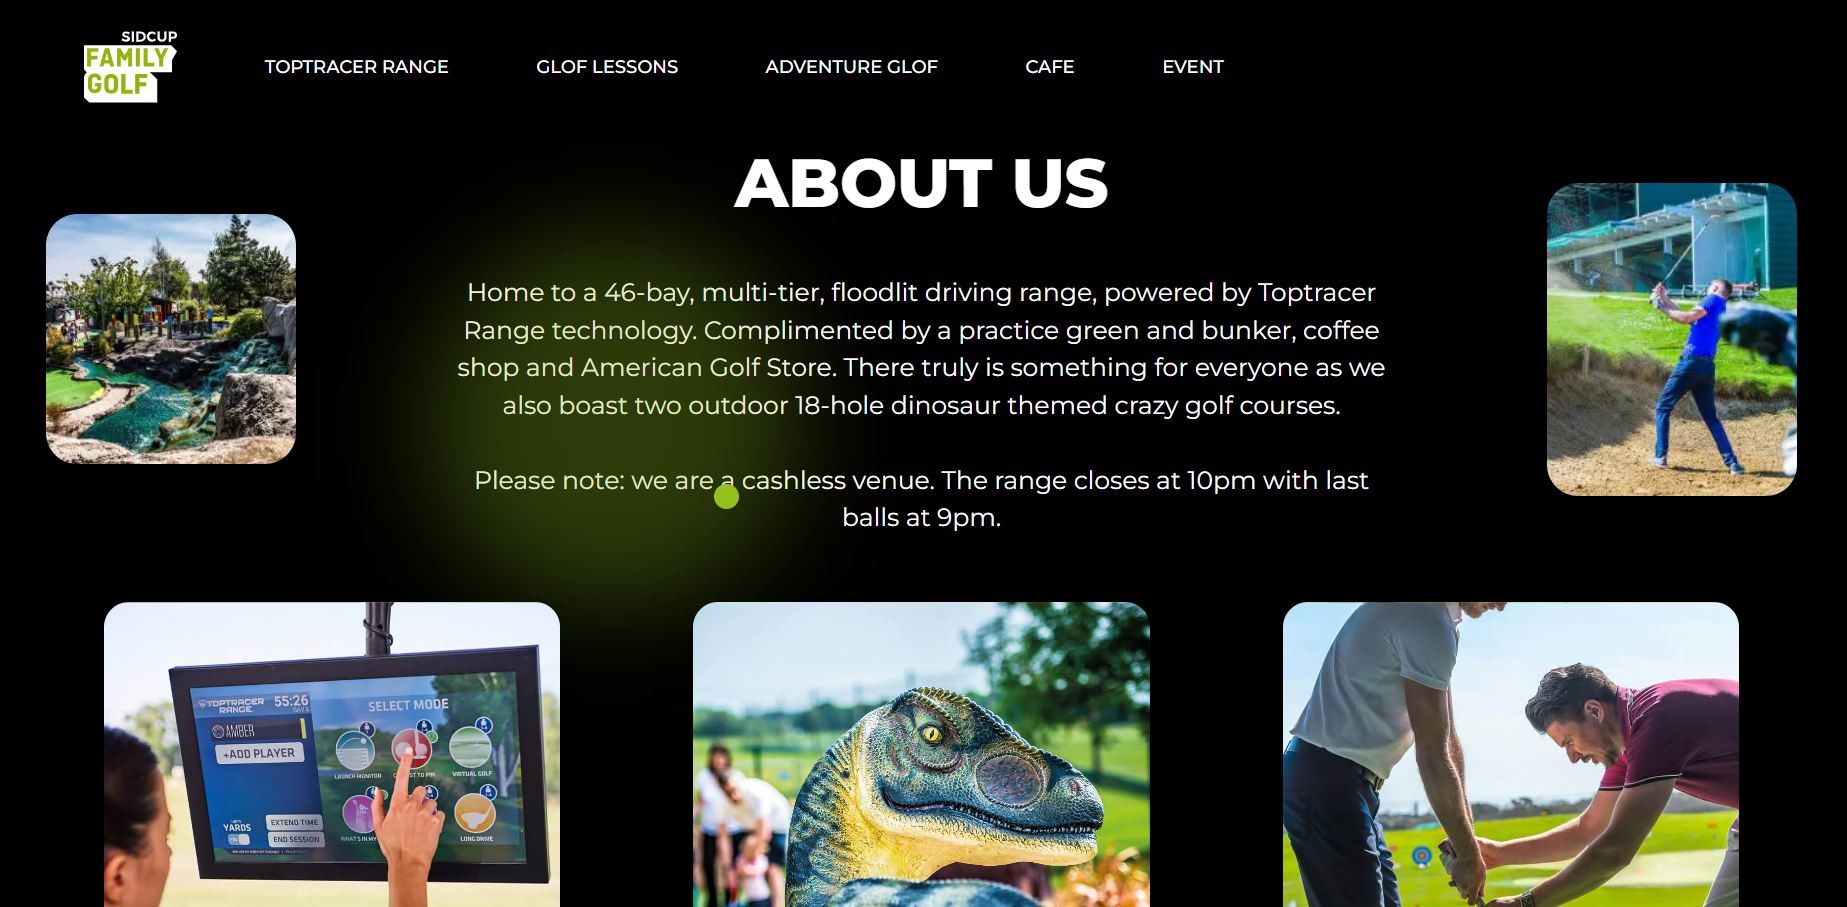 SIDCUP
FAMILY
GOLF
TOPTRACER RANGE
GLOF LESSONS
ADVENTURE GLOF
CAFE
EVENT
ABOUT US
Home to a 46-bay, multi-tier, floodlit driving range, powered by Toptracer
Range technology. Complimented by a practice green and bunker, coffee
shop and American Golf Store. There truly is something for everyone as we
also boast two outdoor 18-hole dinosaur themed crazy golf courses.
Please note: we are a cashless venue. The range closes at 10pm with last
balls at 9pm.
TOPTRACER
RANGE
55:26
BAY 6
AMBER
+ADD PLAYER
SELECT MODE
LAUNCH MONITOR
TO PIN
VIRTUAL GOLF
WHAT'S IN MY
LONG DRIVE
YARDS
EXTEND TIME
END SESSION